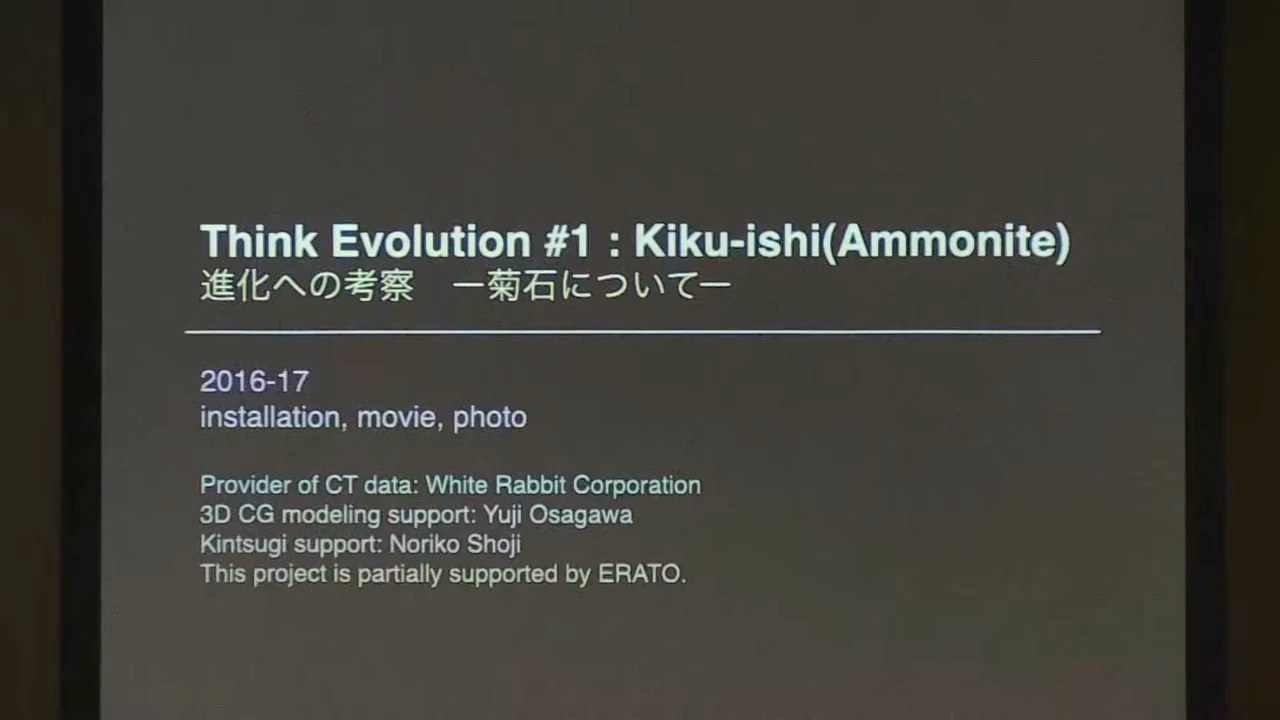 Think Evolution #1 : Kiku-ishi(Ammonite)
進化への考察　ー菊石についてー
2016-17
installation, movie, photo
Provider of CT data: White Rabbit Corporation
3D CG modeling support: Yuji Osagawa
Kintsugi support: Noriko Shoji
This project is partially supported by ERATO.